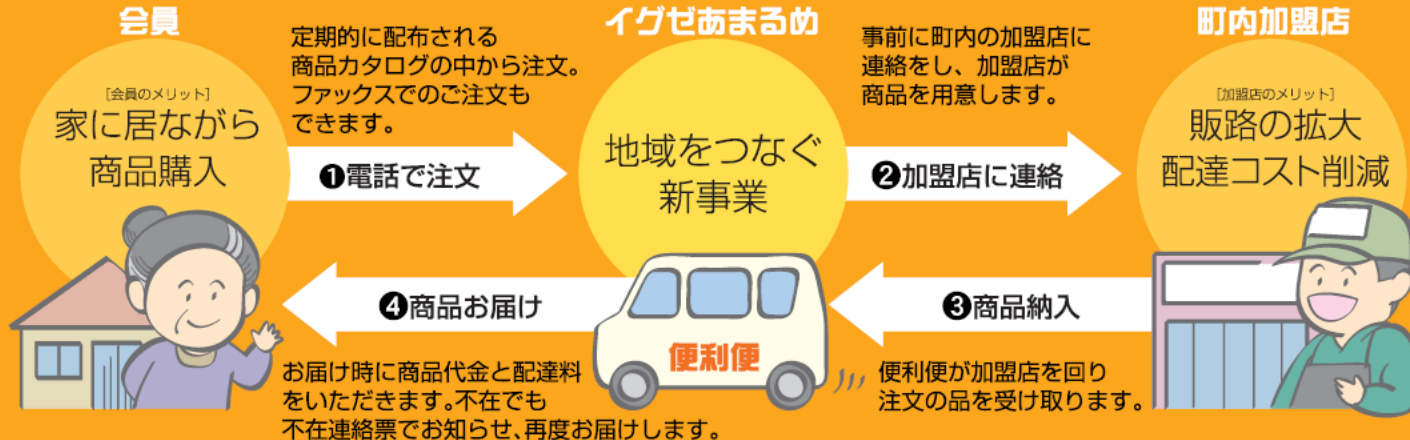 会員
[会員のメリット]
家に居ながら
商品購入
定期的に配布される
商品カタログの中から注文。
ファックスでのご注文も
できます。
❶電話で注文
イグゼあまるめ
地域をつなぐ
新事業
事前に町内の加盟店に
連絡をし、加盟店が
商品を用意します。
❷加盟店に連絡
町内加盟店
[加盟店のメリット]
販路の拡大
配達コスト削減
❸商品納入
便利便が加盟店を回り
注文の品を受け取ります。
便利便
❹商品お届け
お届け時に商品代金と配達料
をいただきます。不在でも
不在連絡票でお知らせ、再度お届けします。